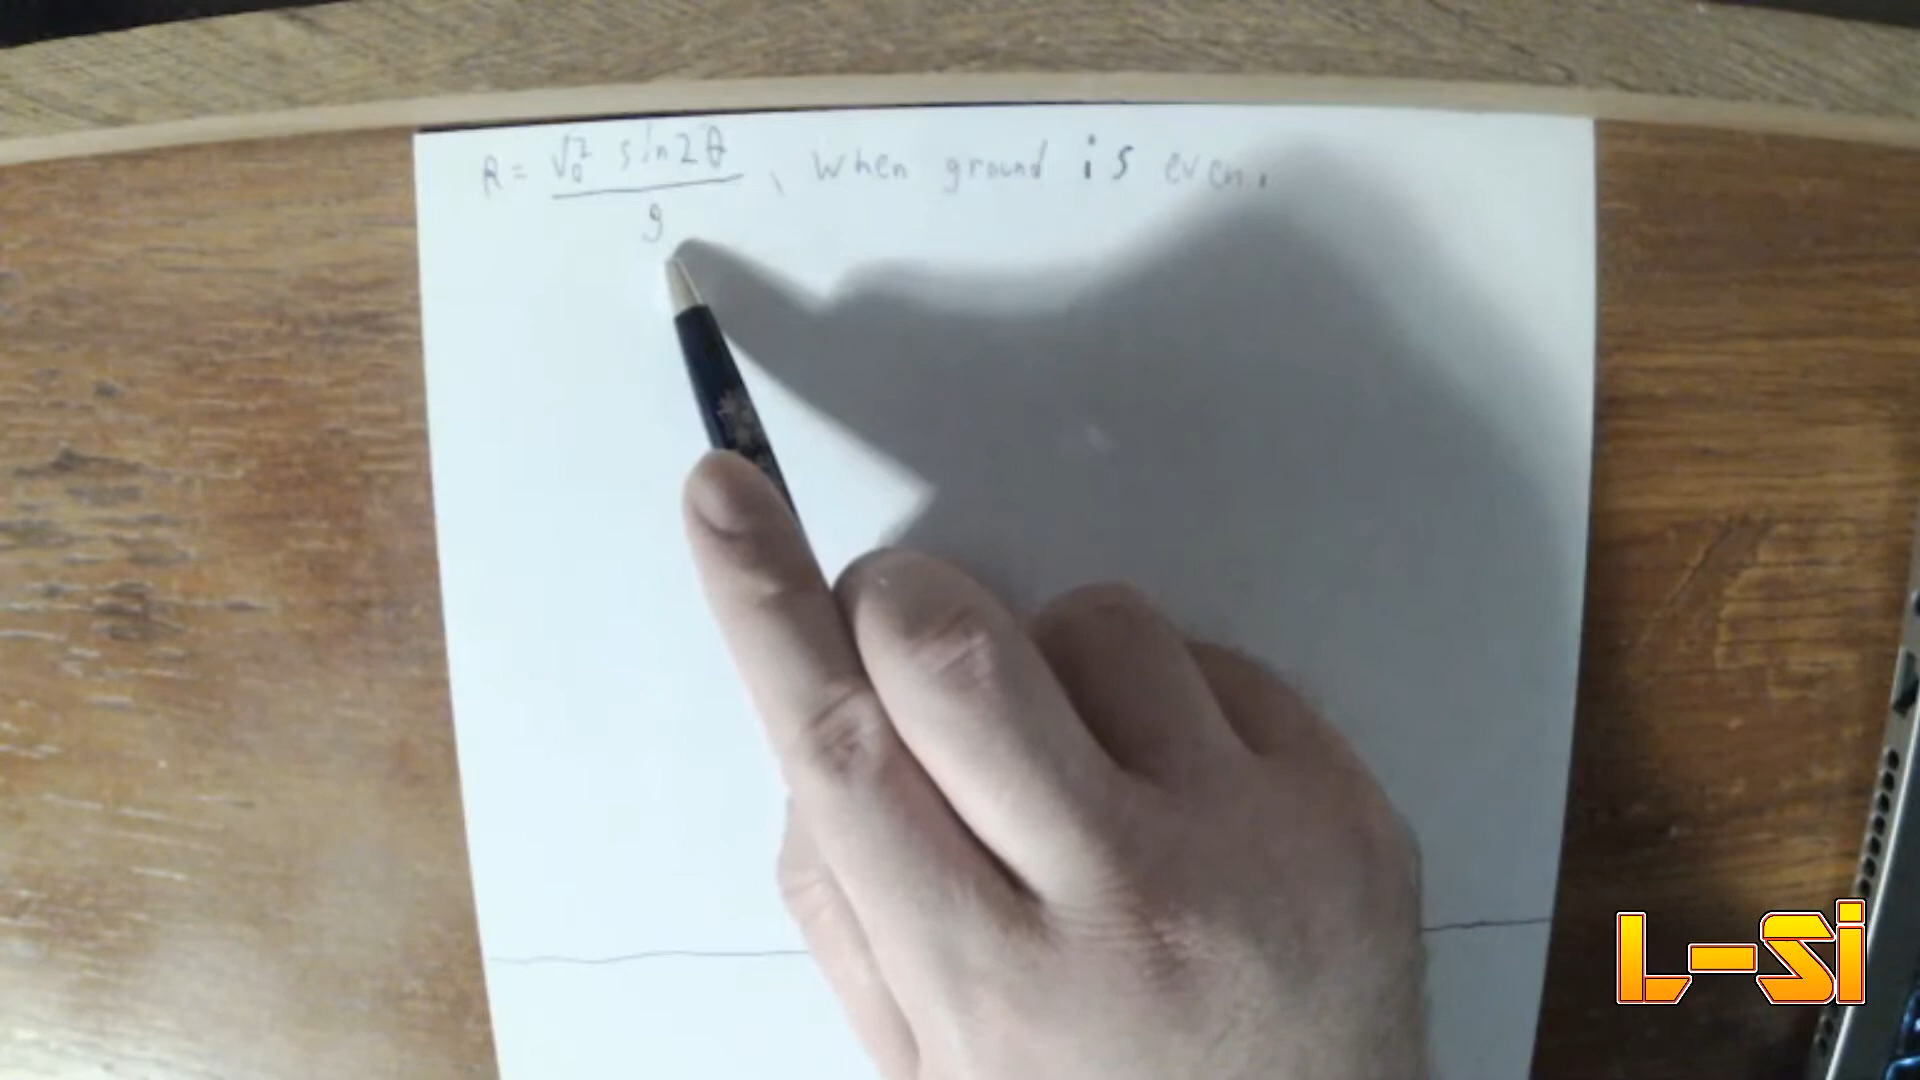 R = V₀² sin2θ / g, When ground is even.
L-Si